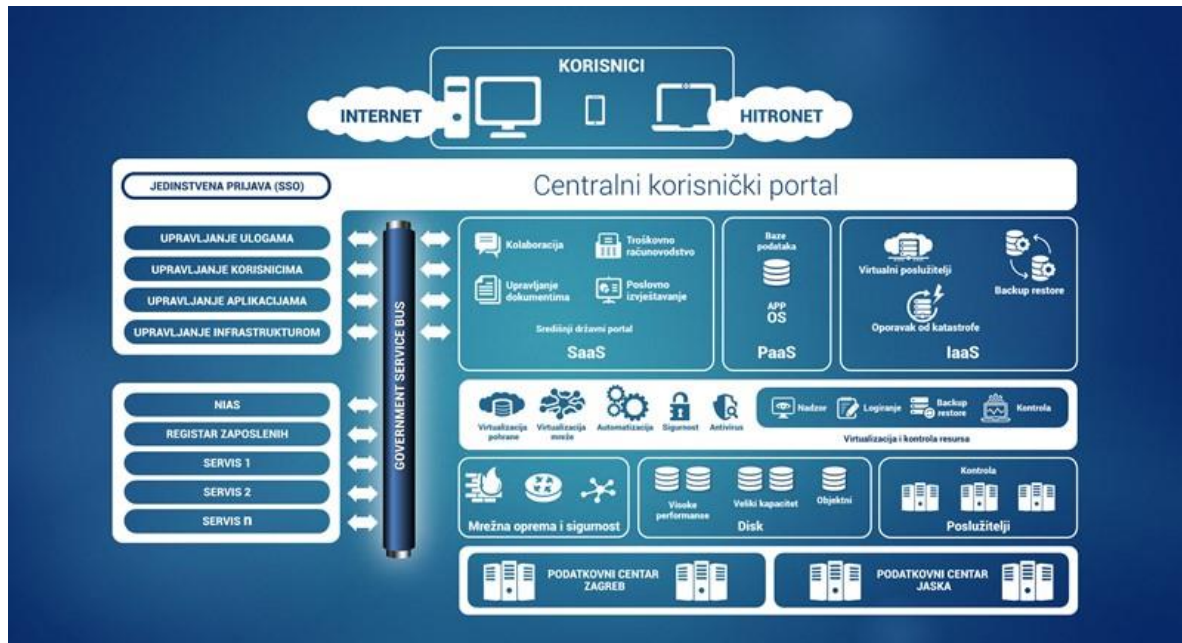 KORISNICI
INTERNET
HITRONET
JEDINSTVENA PRIJAVA (SSO)
Centralni korisnički portal
UPRAVLJANJE ULOGAMA
UPRAVLJANJE KORISNICIMA
UPRAVLJANJE APLIKACIJAMA
UPRAVLJANJE INFRASTRUKTUROM
NIAS
REGISTAR ZAPOSLENIH
SERVIS 1
SERVIS 2
SERVIS n
GOVERNMENT SERVICE BUS
Kolaboracija
Troškovno
računovodstvo
Upravljanje
dokumentima
Poslovno
izvještavanje
Središnji državni portal
SaaS
Baze
podataka
APP
OS
PaaS
Virtualni poslužitelji
Backup restore
Oporavak od katastrofe
IaaS
Virtualizacija
pohrane
Virtualizacija
mreže
Automatizacija
Sigurnost
Antivirus
Nadzor
Logiranje
Backup
restore
Kontrola
Virtualizacija i kontrola resursa
Mrežna oprema i sigurnost
Visoke
performanse
Veliki kapacitet
Objektni
Disk
Kontrola
Poslužitelji
PODATKOVNI CENTAR
ZAGREB
PODATKOVNI CENTAR
JASKA